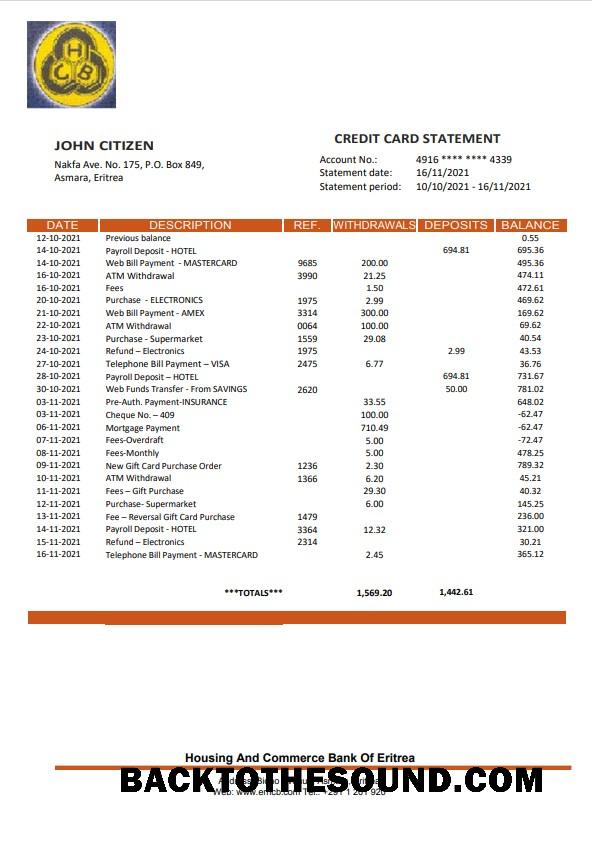 H
C B
JOHN CITIZEN
Nakfa Ave. No. 175, P.O. Box 849,
Asmara, Eritrea
CREDIT CARD STATEMENT
Account No.: 4916 **** **** 4339
Statement date: 16/11/2021
Statement period: 10/10/2021 - 16/11/2021
DATE DESCRIPTION REF. WITHDRAWALS DEPOSITS BALANCE
12-10-2021 Previous balance 0.55
14-10-2021 Payroll Deposit - HOTEL 694.81 695.36
14-10-2021 Web Bill Payment - MASTERCARD 9685 200.00 495.36
16-10-2021 ATM Withdrawal 3990 21.25 474.11
16-10-2021 Fees 1.50 472.61
20-10-2021 Purchase - ELECTRONICS 1975 2.99 469.62
21-10-2021 Web Bill Payment - AMEX 3314 300.00 169.62
22-10-2021 ATM Withdrawal 0064 100.00 69.62
23-10-2021 Purchase - Supermarket 1559 29.08 40.54
24-10-2021 Refund – Electronics 1975 2.99 43.53
27-10-2021 Telephone Bill Payment – VISA 2475 6.77 36.76
28-10-2021 Payroll Deposit – HOTEL 694.81 731.67
30-10-2021 Web Funds Transfer - From SAVINGS 2620 50.00 781.02
03-11-2021 Pre-Auth. Payment-INSURANCE 33.55 648.02
03-11-2021 Cheque No. – 409 100.00 -62.47
06-11-2021 Mortgage Payment 710.49 -62.47
07-11-2021 Fees-Overdraft 5.00 -72.47
08-11-2021 Fees-Monthly 5.00 478.25
09-11-2021 New Gift Card Purchase Order 1236 2.30 789.32
10-11-2021 ATM Withdrawal 1366 6.20 45.21
11-11-2021 Fees – Gift Purchase 29.30 40.32
12-11-2021 Purchase- Supermarket 6.00 145.25
13-11-2021 Fee – Reversal Gift Card Purchase 1479 236.00
14-11-2021 Payroll Deposit - HOTEL 3364 12.32 321.00
15-11-2021 Refund – Electronics 2314 30.21
16-11-2021 Telephone Bill Payment - MASTERCARD 2.45 365.12
***TOTALS*** 1,569.20 1,442.61
Housing And Commerce Bank Of Eritrea
BACKTOTHESOUND.COM
Web: www.erhcb.com Tel.: +291 1 201 920